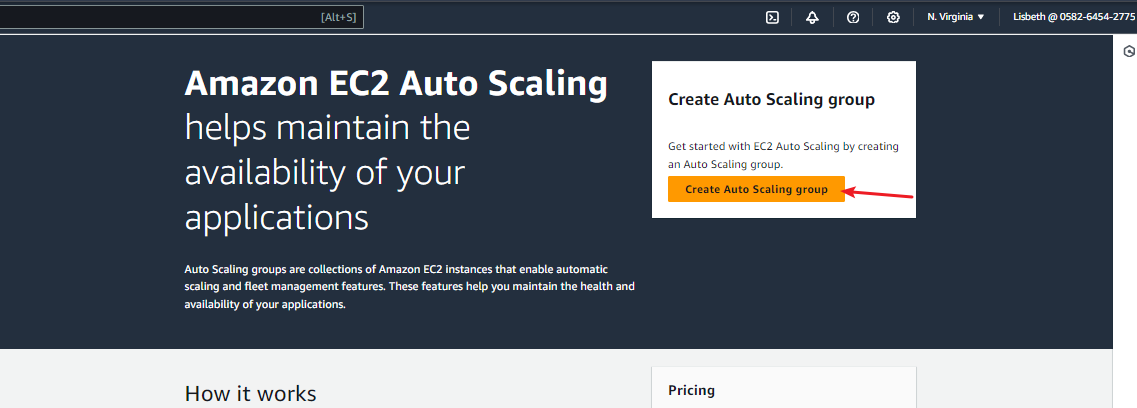 [Alt+S]
N. Virginia
Lisbeth @ 0582-6454-2775
Amazon EC2 Auto Scaling
helps maintain the
availability of your
applications
Auto Scaling groups are collections of Amazon EC2 instances that enable automatic
scaling and fleet management features. These features help you maintain the health and
availability of your applications.
Create Auto Scaling group
Get started with EC2 Auto Scaling by creating
an Auto Scaling group.
Create Auto Scaling group
How it works
Pricing